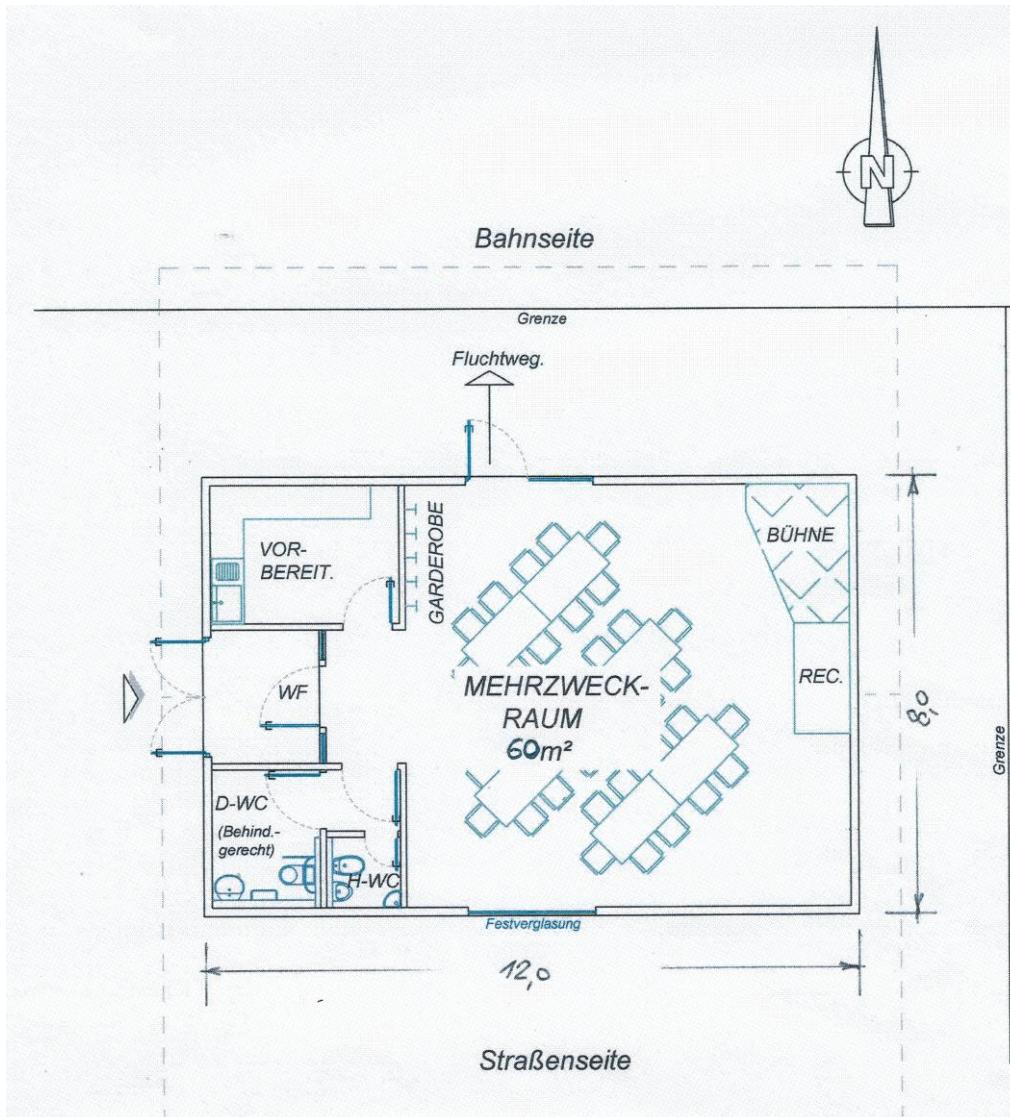 N
Bahnseite
Grenze
Fluchtweg.
VOR-
BEREIT.
GARDEROBE
BÜHNE
WF
MEHRZWECK-
RAUM
60m²
REC.
8,0
Grenze
D-WC
(Behind.-
gerecht)
H-WC
Festverglasung
12,0
Straßenseite